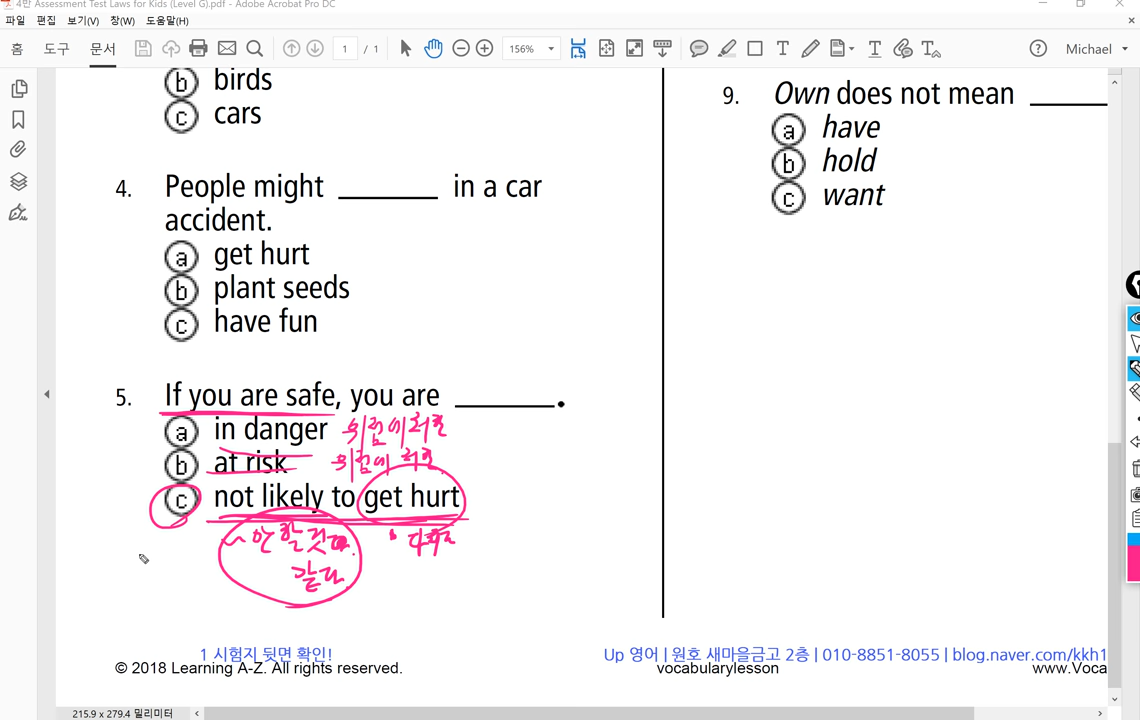 4만 Assessment Test Laws for Kids (Level G).pdf - Adobe Acrobat Pro DC
파일 편집 보기(V) 창(W) 도움말(H)
홈 도구 문서 1 / 1 156% Michael
b birds
c cars
4. People might ________ in a car
accident.
a get hurt
b plant seeds
c have fun
5. If you are safe, you are ________.
a in danger 위험에 처한
b at risk 위험에 처한
c not likely to get hurt
~ 안 할 것 다치다
같다
9. Own does not mean ________
a have
b hold
c want
1 시험지 뒷면 확인!
Up 영어 | 원호 새마을금고 2층 | 010-8851-8055 | blog.naver.com/kkh1
© 2018 Learning A-Z. All rights reserved.
vocabularylesson
www.Voca
215.9 x 279.4 밀리미터